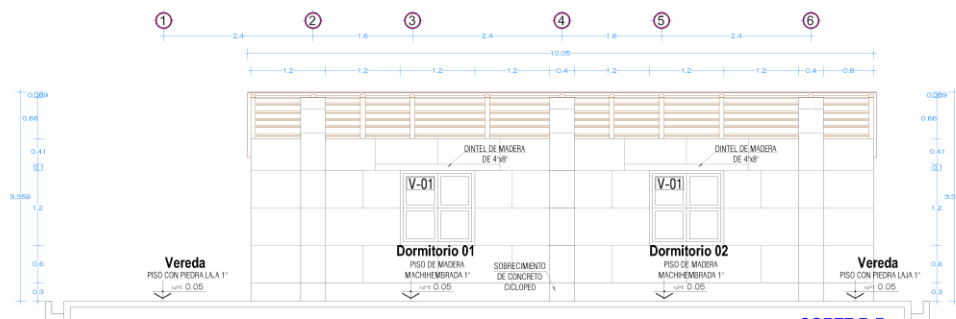 1 2 3 4 5 6
2.4 1.6 2.4 1.6 2.4
10.05
1.2 1.2 1.2 1.2 0.4 1.2 1.2 1.2 0.4 0.8
0.66
0.66
0.41
0.41
0.1
0.1
DINTEL DE MADERA
DE 4"x8"
DINTEL DE MADERA
DE 4"x8"
V-01
V-01
3.359
1.2
1.2
Vereda
PISO CON PIEDRA LAJA 1"
NPT 0.05
Dormitorio 01
PISO DE MADERA
MACHIHEMBRADA 1"
NPT 0.05
SOBRECIMIENTO
DE CONCRETO
CICLOPEO
Dormitorio 02
PISO DE MADERA
MACHIHEMBRADA 1"
NPT 0.05
Vereda
PISO CON PIEDRA LAJA 1"
NPT 0.05
0.6
0.6
0.3
0.3